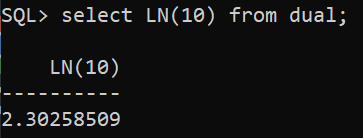 SQL> select LN(10) from dual;
LN(10)
----------
2.30258509